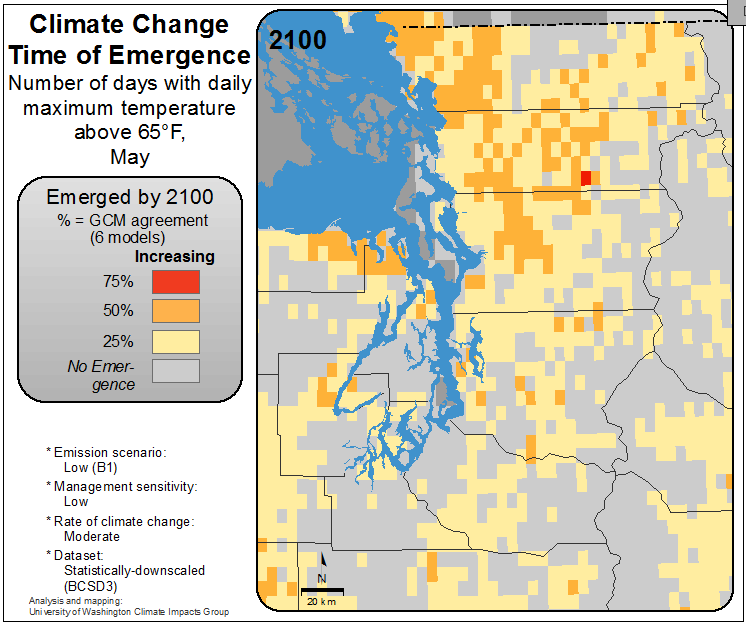 Climate Change
Time of Emergence
Number of days with daily
maximum temperature
above 65°F,
May
2100
Emerged by 2100
% = GCM agreement
(6 models)
Increasing
75%
50%
25%
No Emer-
gence
* Emission scenario:
Low (B1)
* Management sensitivity:
Low
* Rate of climate change:
Moderate
* Dataset:
Statistically-downscaled
(BCSD3)
Analysis and mapping:
University of Washington Climate Impacts Group
N
20 km